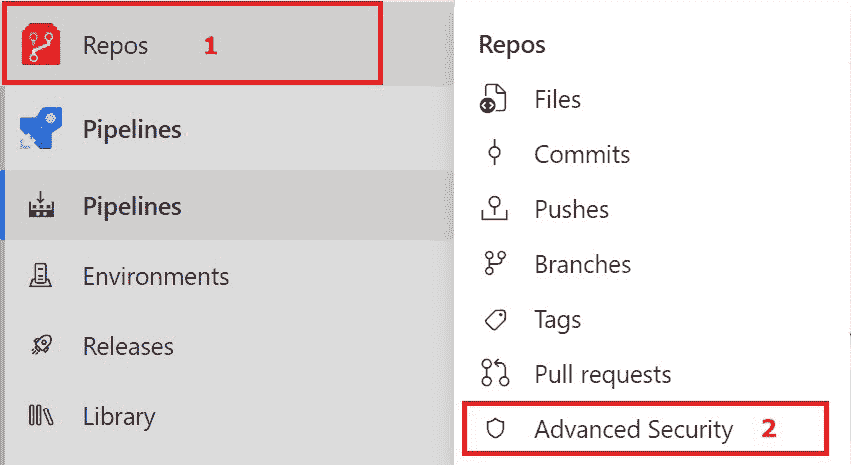 Repos 1
Pipelines
Pipelines
Environments
Releases
Library
Repos
Files
Commits
Pushes
Branches
Tags
Pull requests
Advanced Security 2